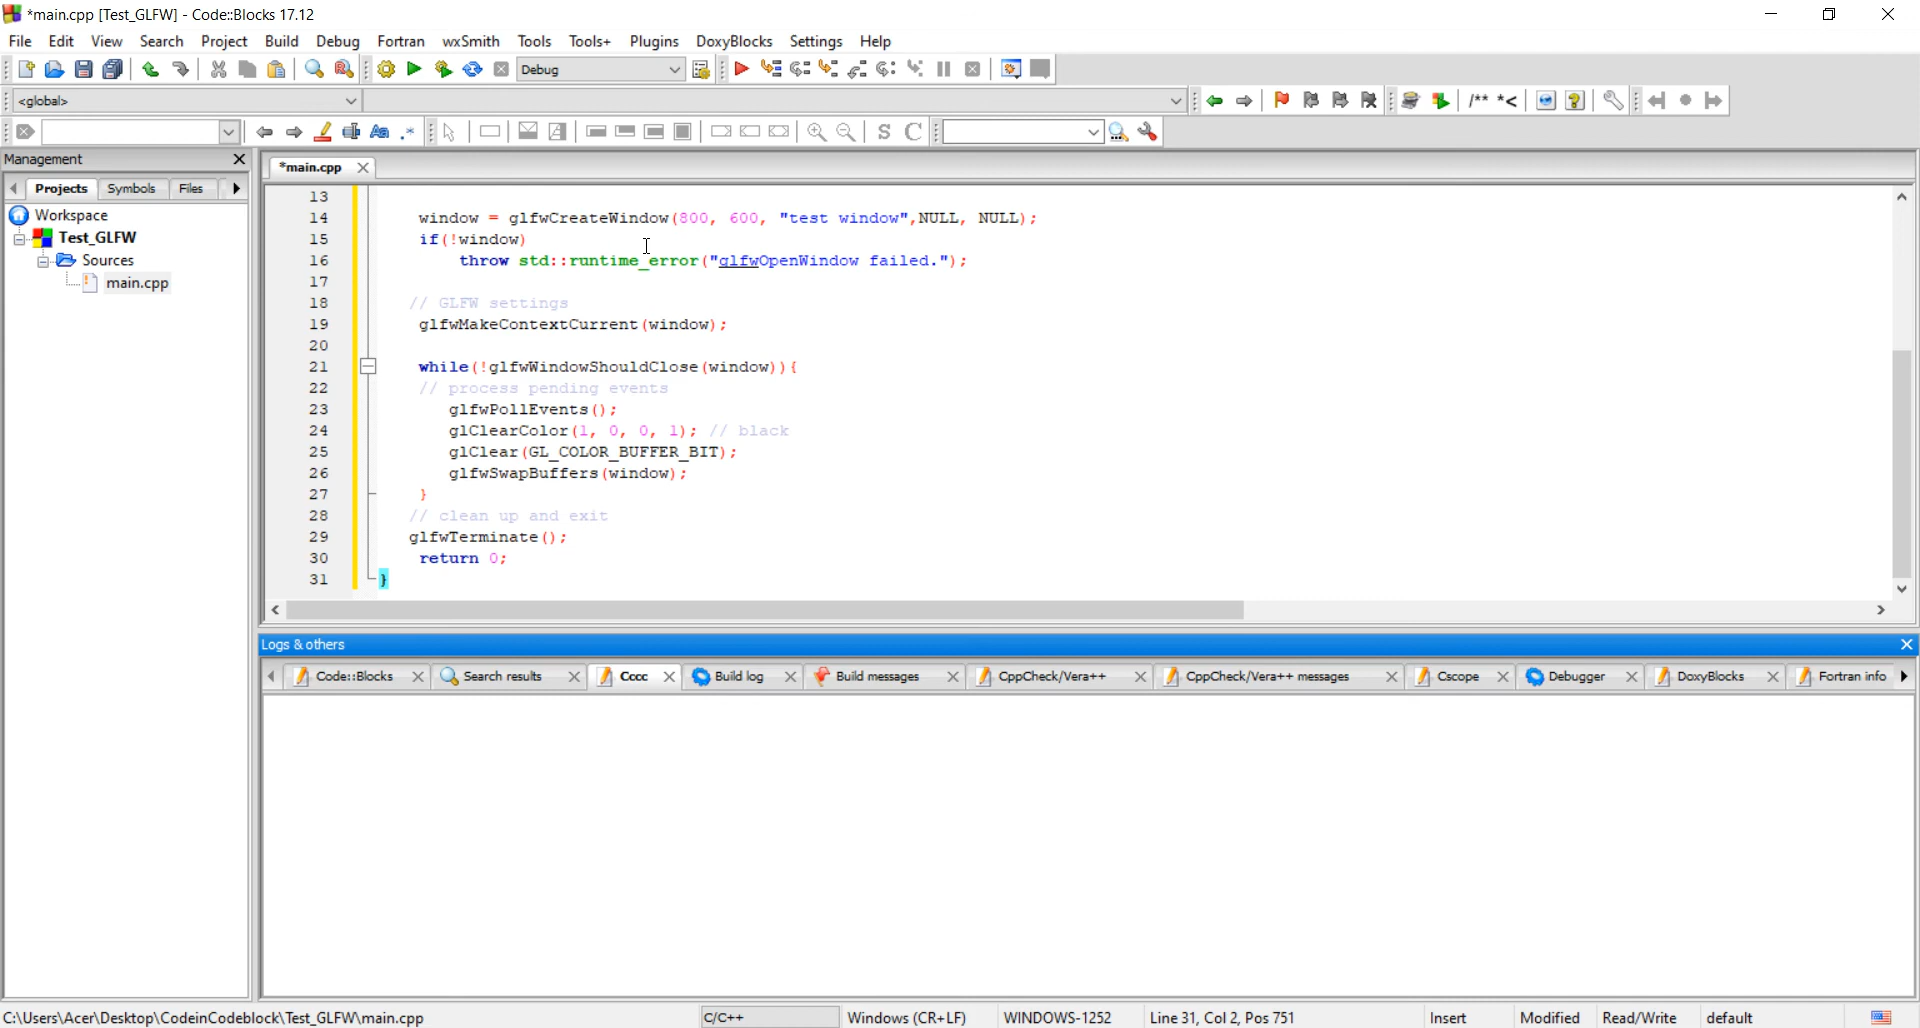 *main.cpp [Test_GLFW] - Code::Blocks 17.12
File Edit View Search Project Build Debug Fortran wxSmith Tools Tools+ Plugins DoxyBlocks Settings Help
Debug
<global>
/** *<
Aa .*
S C
Management
Projects Symbols Files
Workspace
Test_GLFW
Sources
main.cpp
*main.cpp
13
14 window = glfwCreateWindow(800, 600, "test window",NULL, NULL);
15 if(!window)
16 throw std::runtime_error("glfwOpenWindow failed.");
17
18 // GLFW settings
19 glfwMakeContextCurrent(window);
20
21 while(!glfwWindowShouldClose(window)){
22 // process pending events
23 glfwPollEvents();
24 glClearColor(1, 0, 0, 1); // black
25 glClear(GL_COLOR_BUFFER_BIT);
26 glfwSwapBuffers(window);
27 }
28 // clean up and exit
29 glfwTerminate();
30 return 0;
31 }
Logs & others
Code::Blocks Search results Cccc Build log Build messages CppCheck/Vera++ CppCheck/Vera++ messages Cscope Debugger DoxyBlocks Fortran info
C:\Users\Acer\Desktop\CodeinCodeblock\Test_GLFW\main.cpp C/C++ Windows (CR+LF) WINDOWS-1252 Line 31, Col 2, Pos 751 Insert Modified Read/Write default